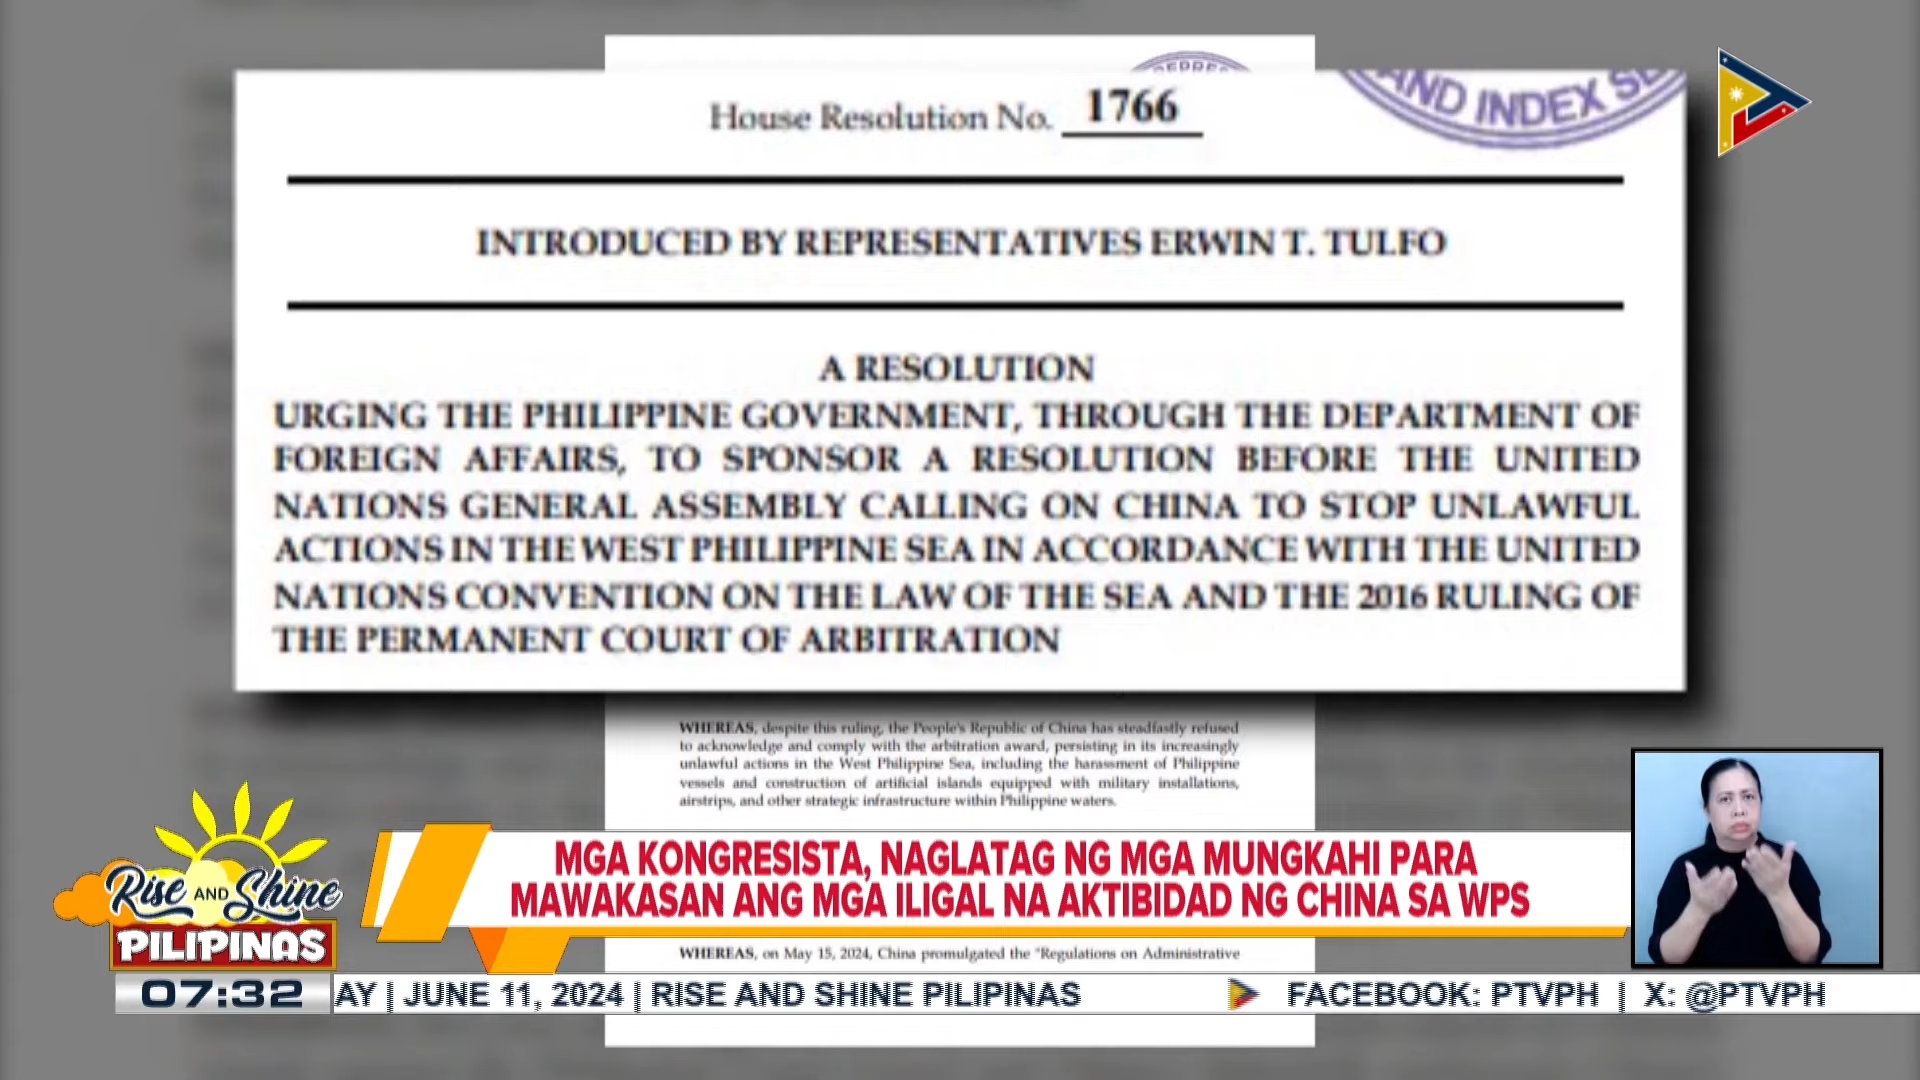 DEPRES
AND INDEX SE
House Resolution No. 1766
INTRODUCED BY REPRESENTATIVES ERWIN T. TULFO
A RESOLUTION
URGING THE PHILIPPINE GOVERNMENT, THROUGH THE DEPARTMENT OF
FOREIGN AFFAIRS, TO SPONSOR A RESOLUTION BEFORE THE UNITED
NATIONS GENERAL ASSEMBLY CALLING ON CHINA TO STOP UNLAWFUL
ACTIONS IN THE WEST PHILIPPINE SEA IN ACCORDANCE WITH THE UNITED
NATIONS CONVENTION ON THE LAW OF THE SEA AND THE 2016 RULING OF
THE PERMANENT COURT OF ARBITRATION
WHEREAS, despite this ruling, the People's Republic of China has steadfastly refused
to acknowledge and comply with the arbitration award, persisting in its increasingly
unlawful actions in the West Philippine Sea, including the harassment of Philippine
vessels and construction of artificial islands equipped with military installations,
airstrips, and other strategic infrastructure within Philippine waters.
MGA KONGRESISTA, NAGLATAG NG MGA MUNGKAHI PARA
MAWAKASAN ANG MGA ILIGAL NA AKTIBIDAD NG CHINA SA WPS
Rise AND Shine
PILIPINAS
WHEREAS, on May 15, 2024, China promulgated the "Regulations on Administrative
07:32 AY | JUNE 11, 2024 | RISE AND SHINE PILIPINAS FACEBOOK: PTVPH | X: @PTVPH